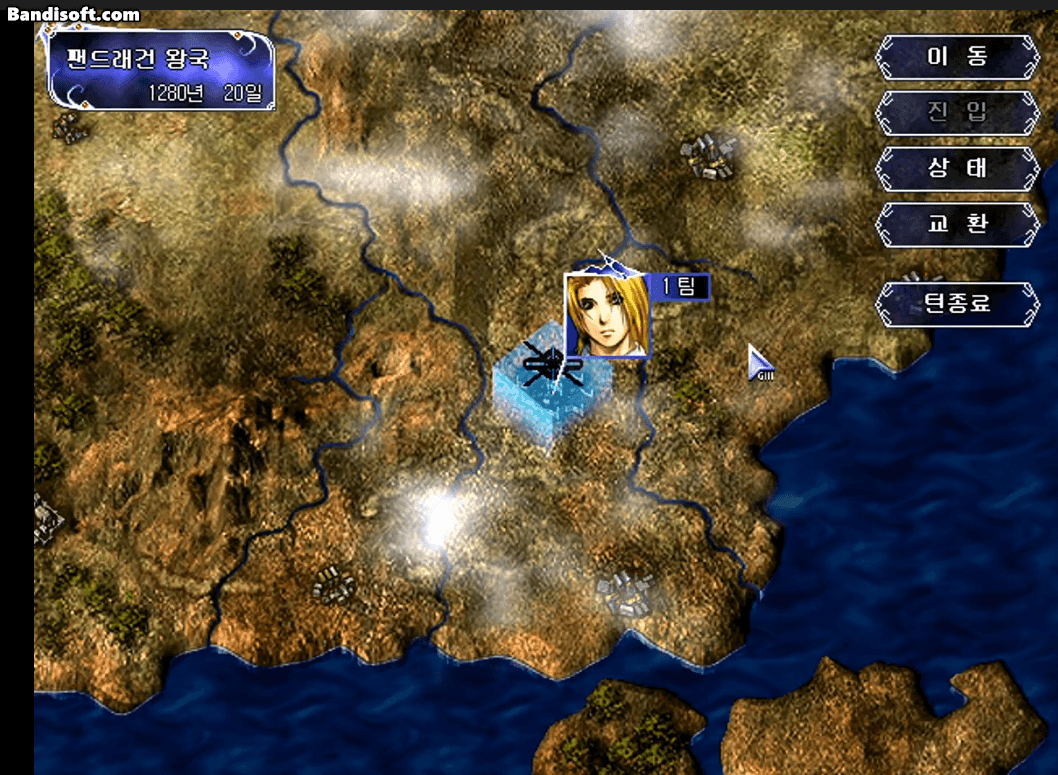 Bandisoft.com
팬드래건 왕국
1280년 20일
이 동
진 입
상 태
교 환
1 팀
턴종료
GIII